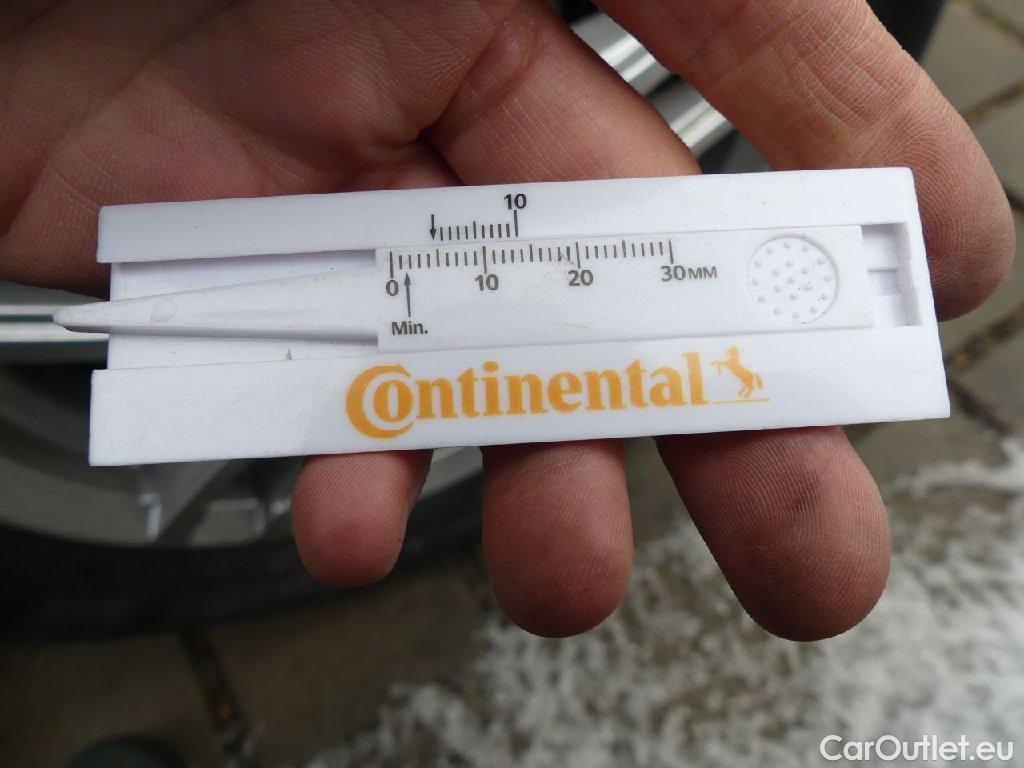 10
0 10 20 30MM
Min.
Continental
CarOutlet.eu